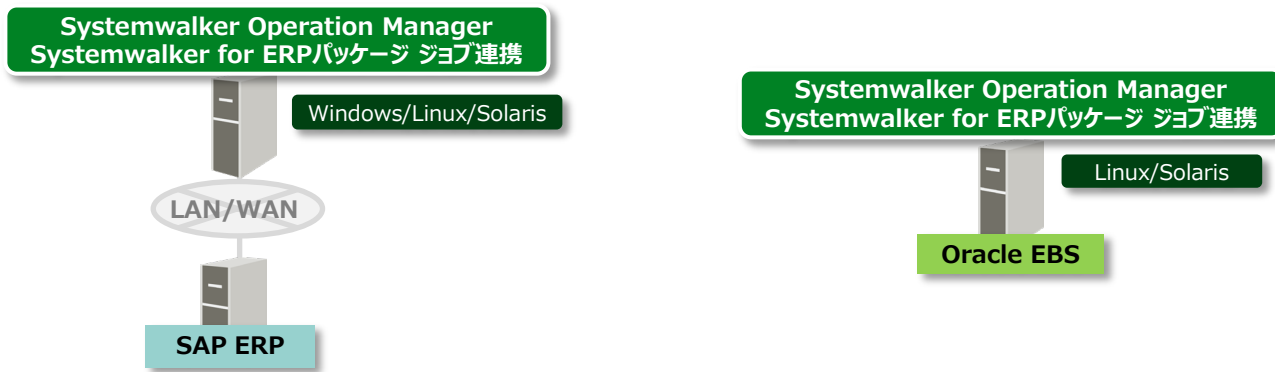 Systemwalker Operation Manager
Systemwalker for ERPパッケージ ジョブ連携
Windows/Linux/Solaris
LAN/WAN
SAP ERP
Systemwalker Operation Manager
Systemwalker for ERPパッケージ ジョブ連携
Linux/Solaris
Oracle EBS